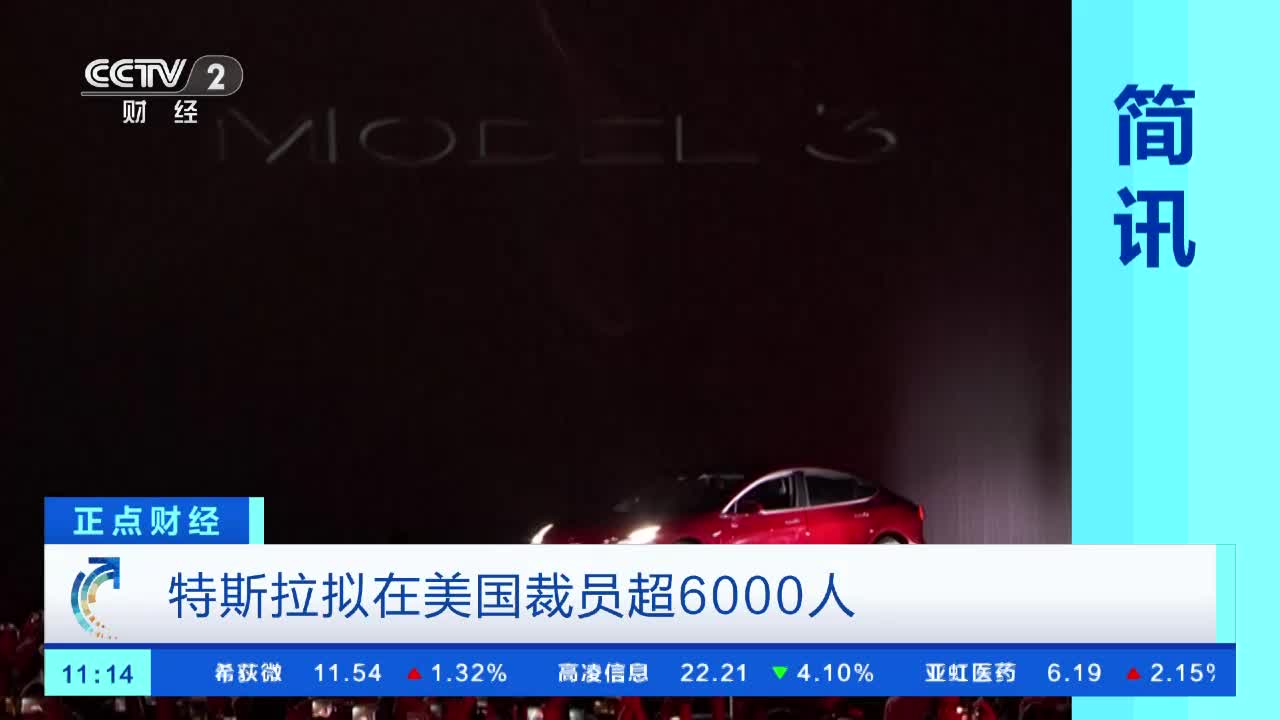 CCTV 2
财 经
MODEL 3
简
讯
正点财经
特斯拉拟在美国裁员超6000人
11:14 希荻微 11.54 ▲ 1.32% 高凌信息 22.21 ▼ 4.10% 亚虹医药 6.19 ▲ 2.15%